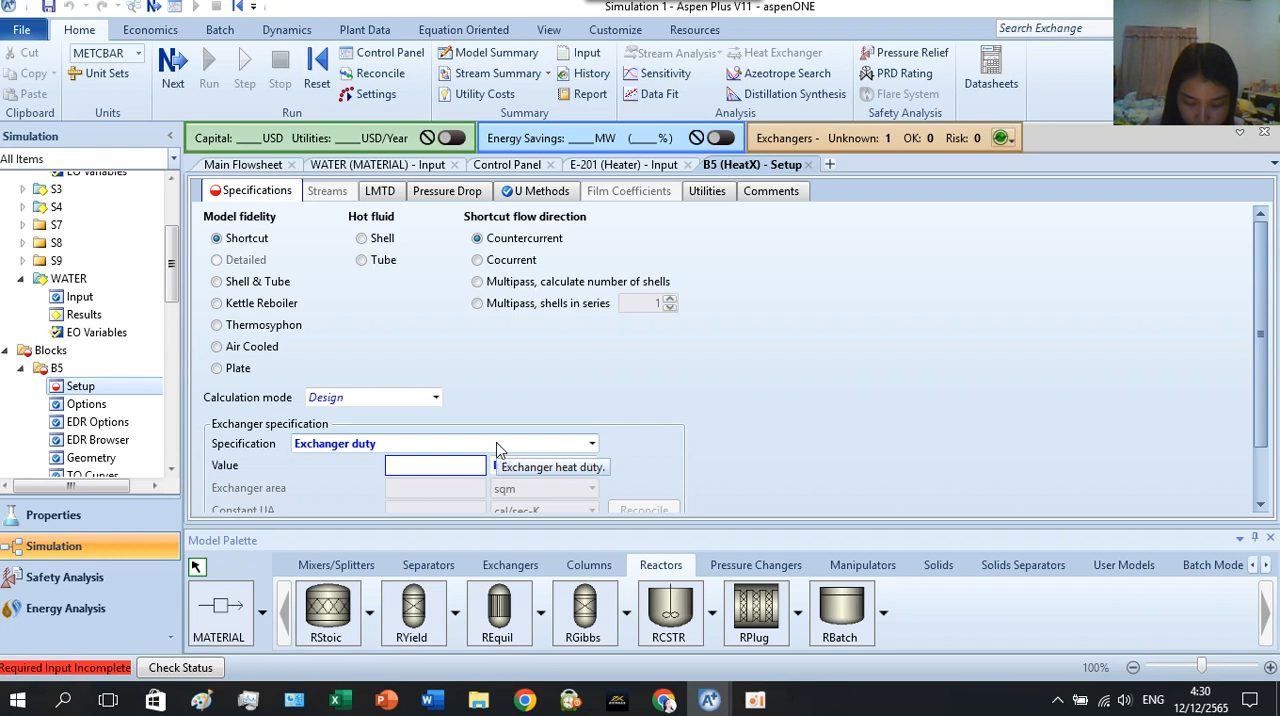 Simulation 1 - Aspen Plus V11 - aspenONE
File
Home
Economics
Batch
Dynamics
Plantdata
Equation Oriented
View
Customize
Resources
Search Exchange
Cut
METCBAR
Copy
Unit Sets
Paste
Clipboard
Units
Next
Run
Step
Stop
Reset
Control Panel
Reconcile
Settings
Run
Model Summary
Input
Stream Summary
History
Utility Costs
Report
Summary
Stream Analysis
Heat Exchanger
Sensitivity
Azeotrope Search
Data Fit
Distillation Synthesis
Analysis
Pressure Relief
PRD Rating
Flare System
Safety Analysis
Datasheets
Simulation
Capital: ____ USD Utilities: ____ USD/Year
Energy Savings: ____ MW (____ %)
Exchangers - Unknown: 1 OK: 0 Risk: 0
All Items
Main Flowsheet
WATER (MATERIAL) - Input
Control Panel
E-201 (Heater) - Input
B5 (HeatX) - Setup
EO Variables
S3
S4
S7
S8
S9
WATER
Input
Results
EO Variables
Blocks
B5
Setup
Options
EDR Options
EDR Browser
Geometry
Properties
Simulation
Safety Analysis
Energy Analysis
Specifications
Streams
LMTD
Pressure Drop
U Methods
Film Coefficients
Utilities
Comments
Model fidelity
Hot fluid
Shortcut flow direction
Shortcut
Shell
Countercurrent
Detailed
Tube
Cocurrent
Shell & Tube
Multipass, calculate number of shells
Kettle Reboiler
Multipass, shells in series
1
Thermosyphon
Air Cooled
Plate
Calculation mode
Design
Exchanger specification
Specification
Exchanger duty
Value
Exchanger heat duty.
Exchanger area
sqm
Constant UA
cal/sec-K
Reconcile
Model Palette
Mixers/Splitters
Separators
Exchangers
Columns
Reactors
Pressure Changers
Manipulators
Solids
Solids Separators
User Models
Batch Mode
MATERIAL
RStoic
RYield
REquil
RGibbs
RCSTR
RPlug
RBatch
Required Input Incomplete
Check Status
100%
ENG
4:30
12/12/2565